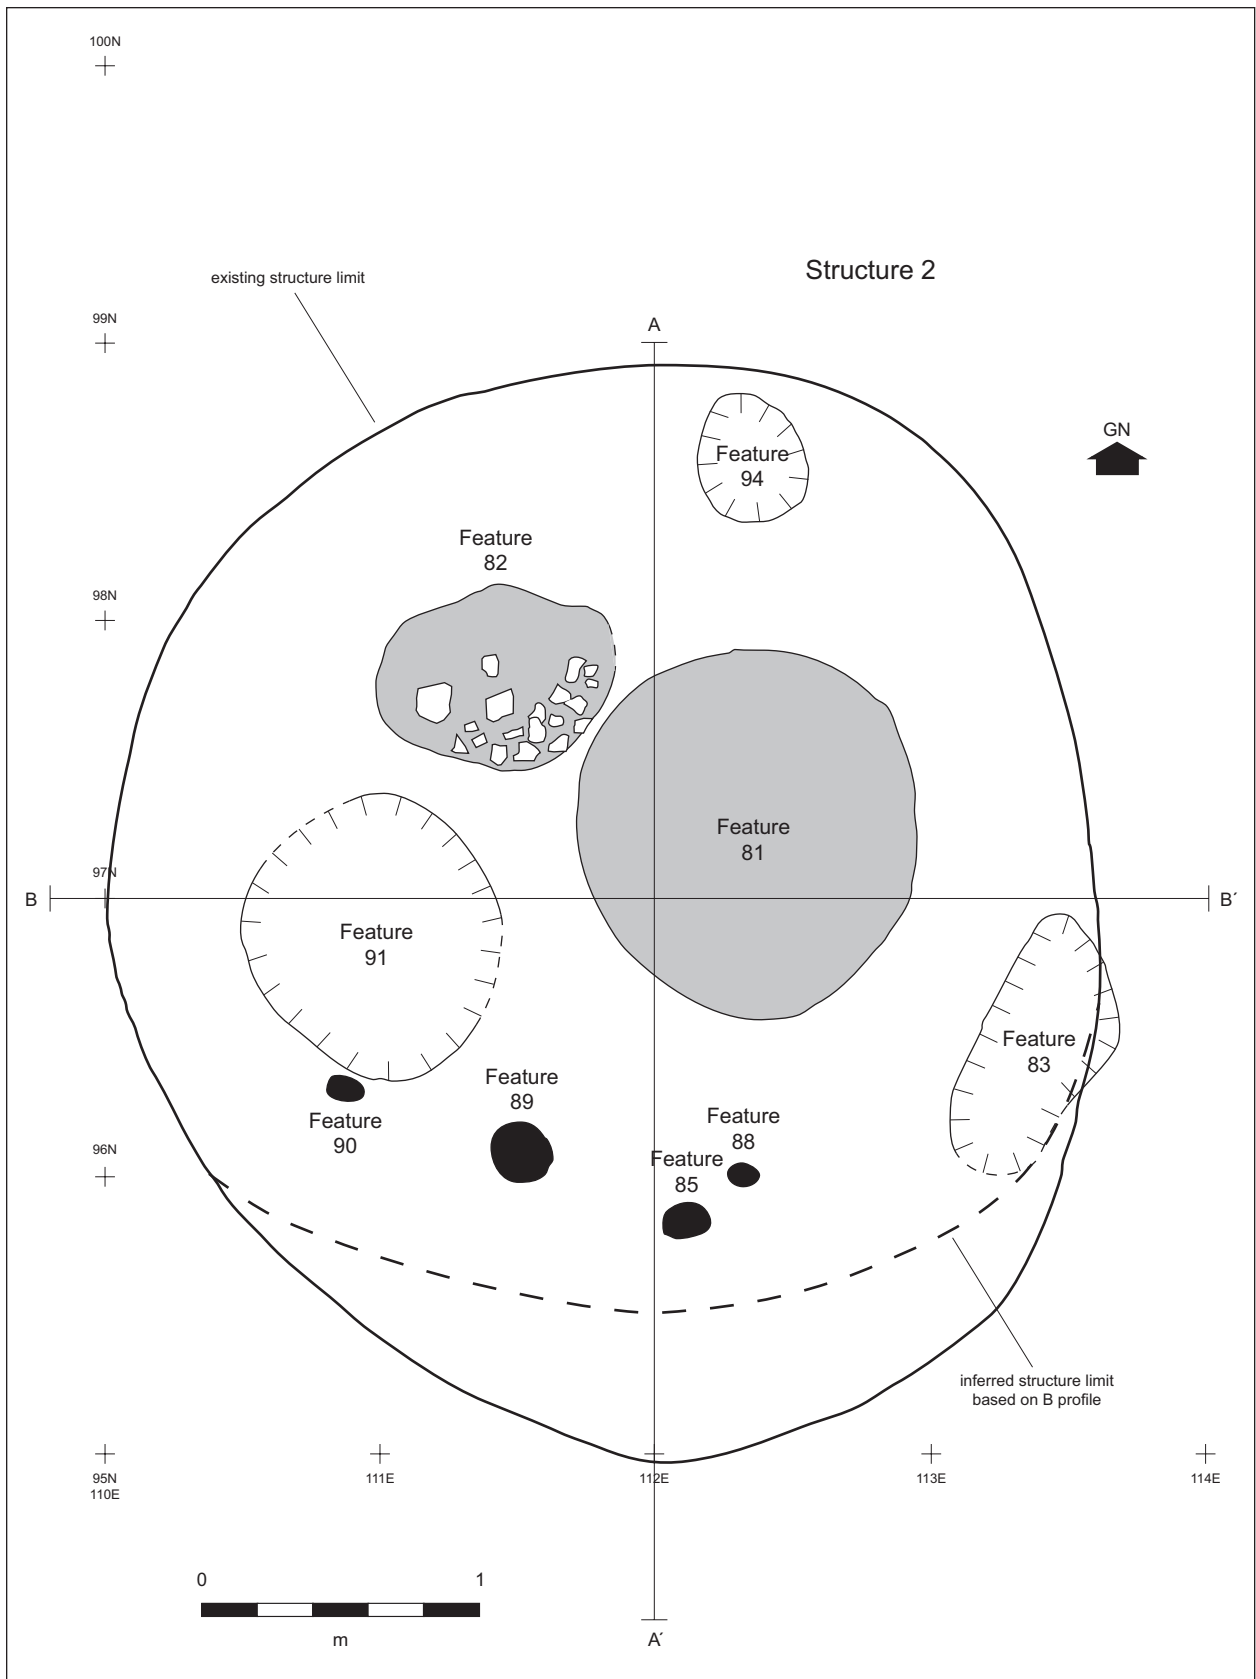 100N
existing structure limit
Structure 2
99N
A
GN
Feature
94
Feature
82
98N
Feature
81
97N
B
B´
Feature
91
Feature
83
Feature
89
Feature
90
Feature
88
Feature
85
96N
inferred structure limit
based on B profile
95N
110E
111E
112E
113E
114E
0
1
m
A´